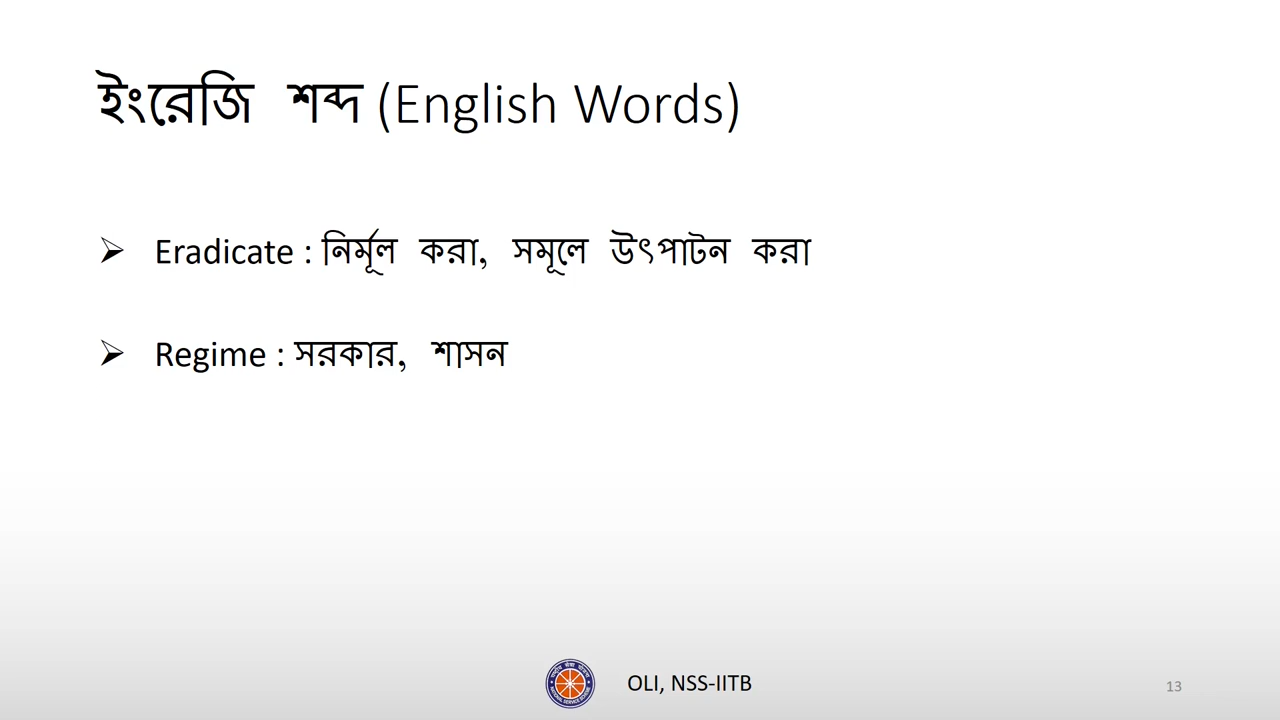 ইংরেজি শব্দ (English Words)
➢ Eradicate : নির্মূল করা, সমূলে উৎপাটন করা
➢ Regime : সরকার, শাসন
OLI, NSS-IITB
13